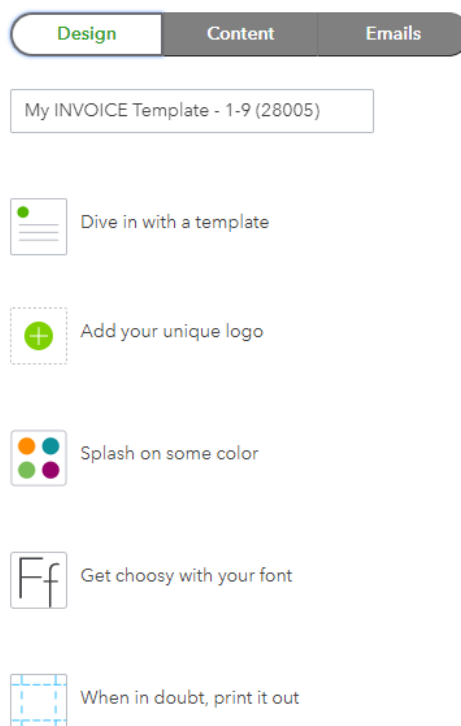 Design Content Emails
My INVOICE Template - 1-9 (28005)
Dive in with a template
Add your unique logo
Splash on some color
Ff
Get choosy with your font
When in doubt, print it out